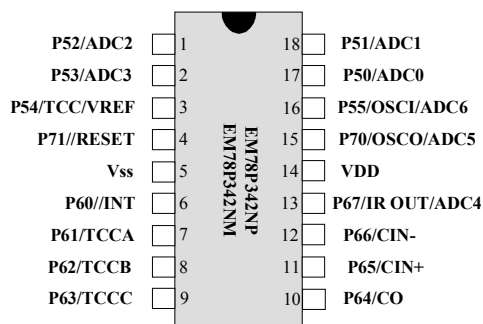 P52/ADC2 1 18 P51/ADC1
P53/ADC3 2 17 P50/ADC0
P54/TCC/VREF 3 16 P55/OSCI/ADC6
P71//RESET 4 15 P70/OSCO/ADC5
Vss 5 14 VDD
P60//INT 6 13 P67/IR OUT/ADC4
P61/TCCA 7 12 P66/CIN-
P62/TCCB 8 11 P65/CIN+
P63/TCCC 9 10 P64/CO
EM78P342NP
EM78P342NM